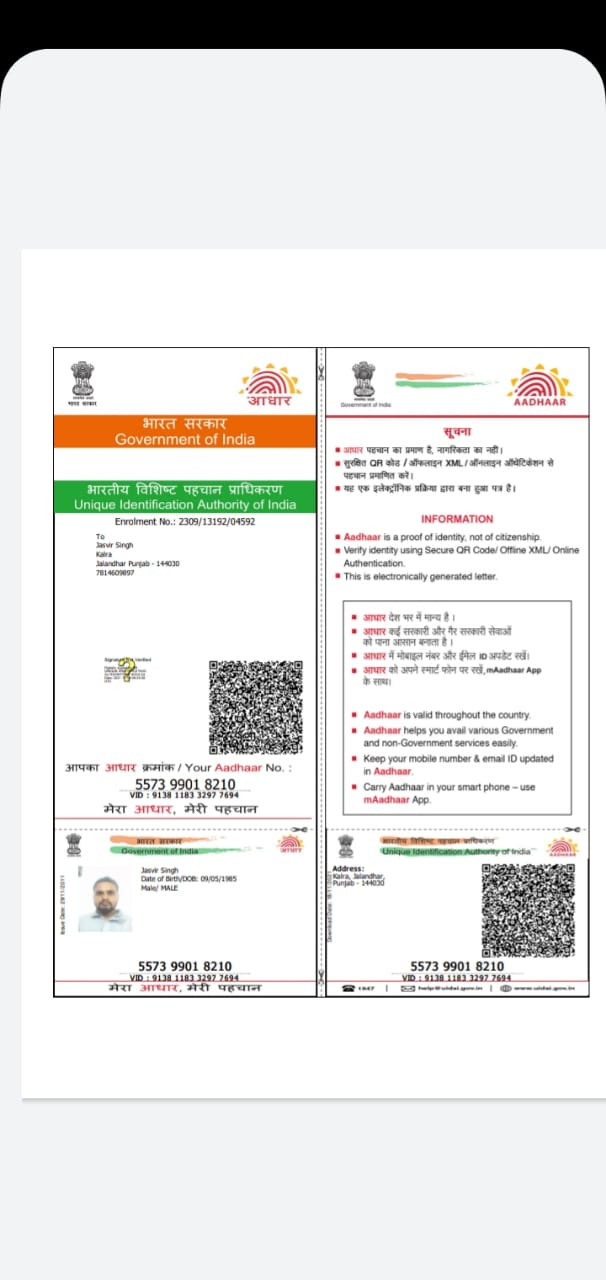 भारत सरकार
आधार
भारत सरकार
Government of India
भारतीय विशिष्ट पहचान प्राधिकरण
Unique Identification Authority of India
Enrolment No.: 2309/13192/04592
To
Jasvir Singh
Kalra
Jalandhar Punjab - 144030
7814609897
आपका आधार क्रमांक / Your Aadhaar No. :
5573 9901 8210
VID : 9138 1183 3297 7694
मेरा आधार, मेरी पहचान
Government of India
AADHAAR
सूचना
आधार पहचान का प्रमाण है, नागरिकता का नहीं।
सुरक्षित QR कोड / ऑफलाइन XML / ऑनलाइन ऑथेंटिकेशन से
पहचान प्रमाणित करें।
यह एक इलेक्ट्रॉनिक प्रक्रिया द्वारा बना हुआ पत्र है।
INFORMATION
Aadhaar is a proof of identity, not of citizenship.
Verify identity using Secure QR Code/ Offline XML/ Online
Authentication.
This is electronically generated letter.
आधार देश भर में मान्य है।
आधार कई सरकारी और गैर सरकारी सेवाओं
को पाना आसान बनाता है।
आधार में मोबाइल नंबर और ईमेल ID अपडेट रखें।
आधार को अपने स्मार्ट फोन पर रखें, mAadhaar App
के साथ।
Aadhaar is valid throughout the country.
Aadhaar helps you avail various Government
and non-Government services easily.
Keep your mobile number & email ID updated
in Aadhaar.
Carry Aadhaar in your smart phone – use
mAadhaar App.
भारत सरकार
Government of India
आधार
Issue Date: 29/11/2011
Jasvir Singh
Date of Birth/DOB: 09/05/1985
Male/ MALE
5573 9901 8210
VID : 9138 1183 3297 7694
मेरा आधार, मेरी पहचान
भारतीय विशिष्ट पहचान प्राधिकरण
Unique Identification Authority of India
AADHAAR
Address:
Kalra, Jalandhar,
Punjab - 144030
5573 9901 8210
VID : 9138 1183 3297 7694
1947 | help@uidai.gov.in | www.uidai.gov.in